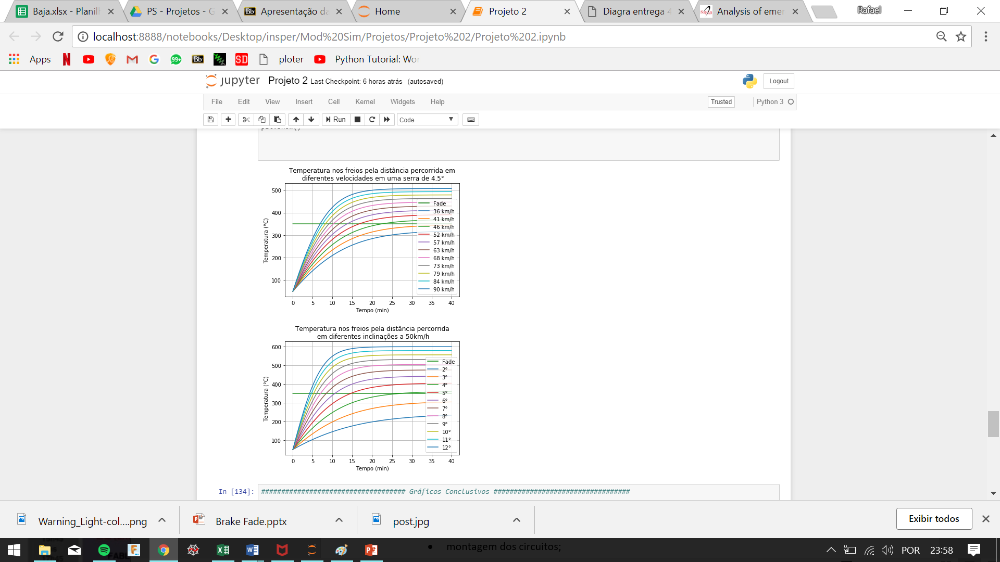 Baja.xlsx - Planil
PS - Projetos - G
Apresentação da
Home
Projeto 2
Diagra entrega 4
Analysis of emer
Rafael
localhost:8888/notebooks/Desktop/insper/Mod%20Sim/Projetos/Projeto%202/Projeto%202.ipynb
Apps
99+
Bb
SD
ploter
Python Tutorial: Wor
jupyter Projeto 2 Last Checkpoint: 6 horas atrás (autosaved)
Logout
File Edit View Insert Cell Kernel Widgets Help
Trusted
Python 3
Run
Code
Temperatura nos freios pela distância percorrida em
diferentes velocidades em uma serra de 4.5°
Temperatura (°C)
500
400
300
200
100
Fade
36 km/h
41 km/h
46 km/h
52 km/h
57 km/h
63 km/h
68 km/h
73 km/h
79 km/h
84 km/h
90 km/h
0 5 10 15 20 25 30 35 40
Tempo (min)
Temperatura nos freios pela distância percorrida
em diferentes inclinações a 50km/h
Temperatura (°C)
600
500
400
300
200
100
Fade
2°
3°
4°
5°
6°
7°
8°
9°
10°
11°
12°
0 5 10 15 20 25 30 35 40
Tempo (min)
In [134]: #################################### Gráficos Conclusivos ##################################
Warning_Light-col....png
Brake Fade.pptx
post.jpg
Exibir todos
montagem dos circuitos;
POR
23:58